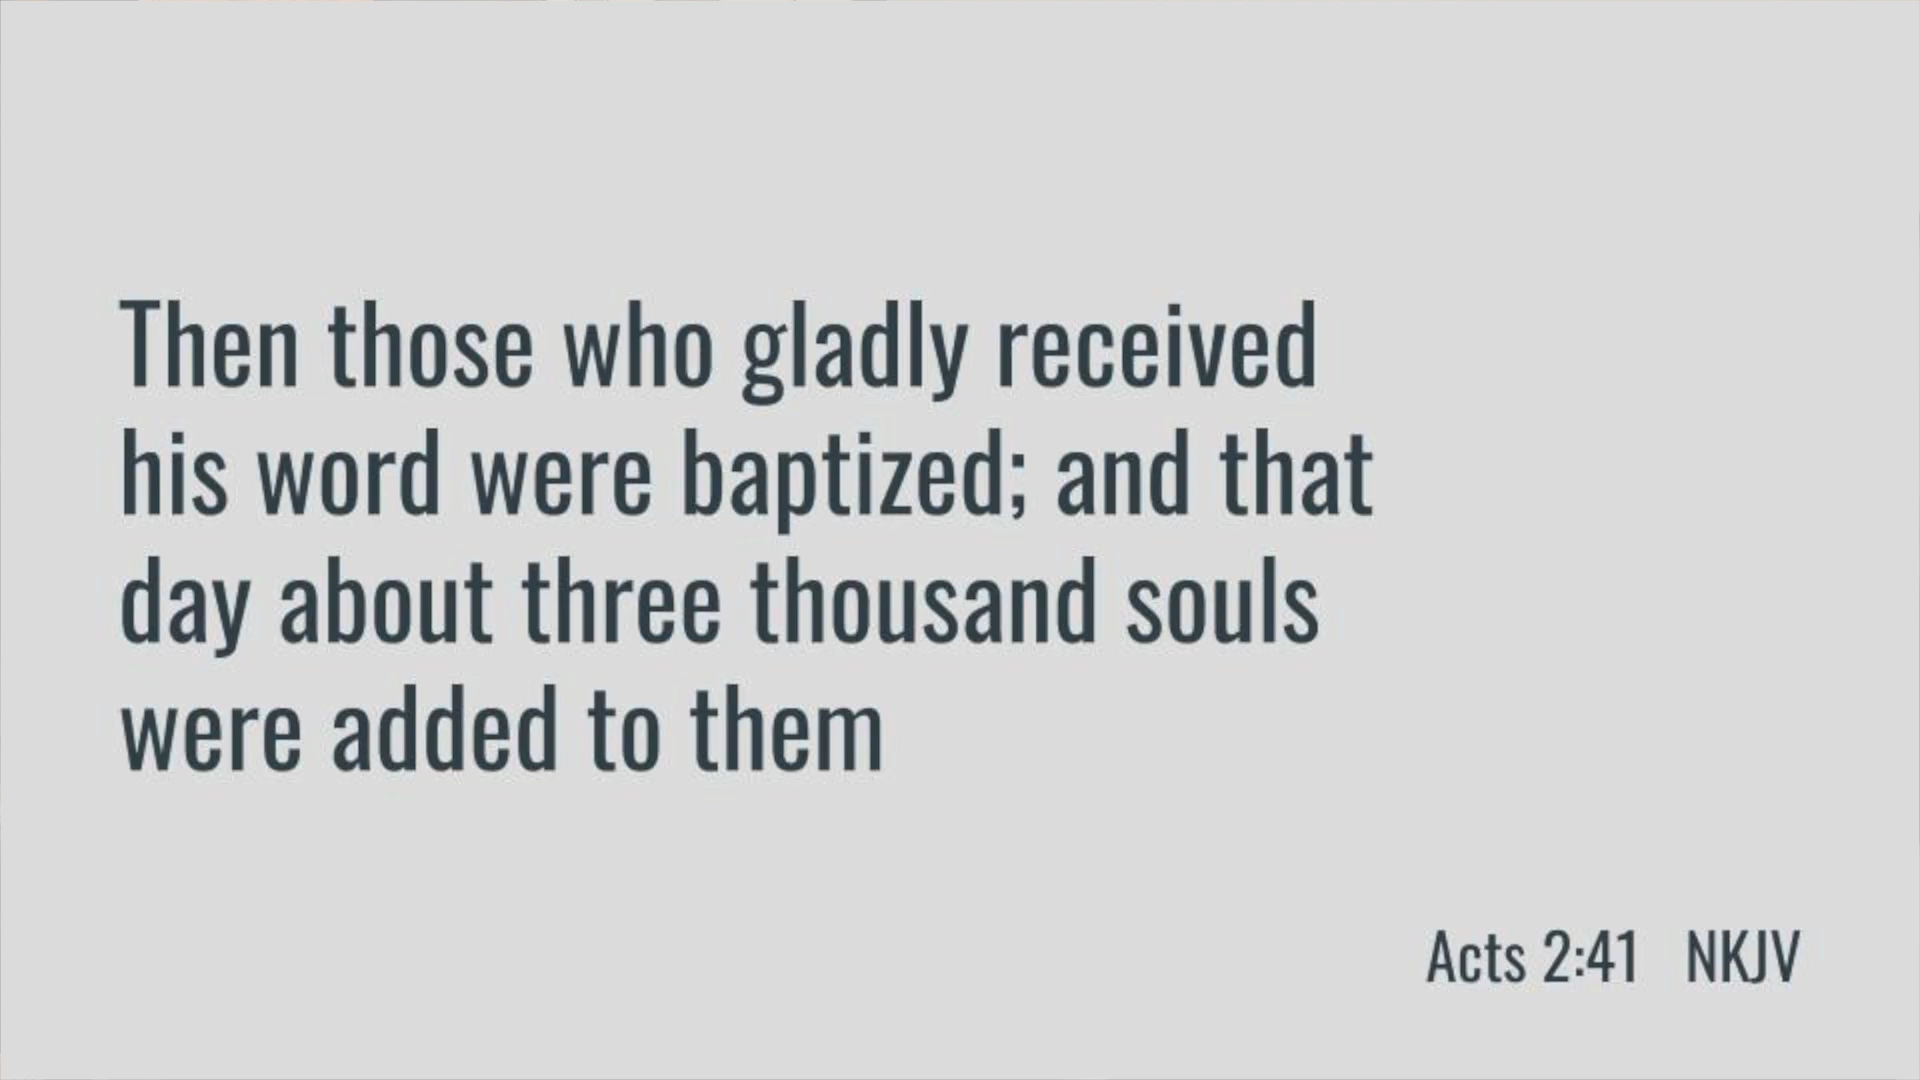 Then those who gladly received
his word were baptized; and that
day about three thousand souls
were added to them
Acts 2:41 NKJV